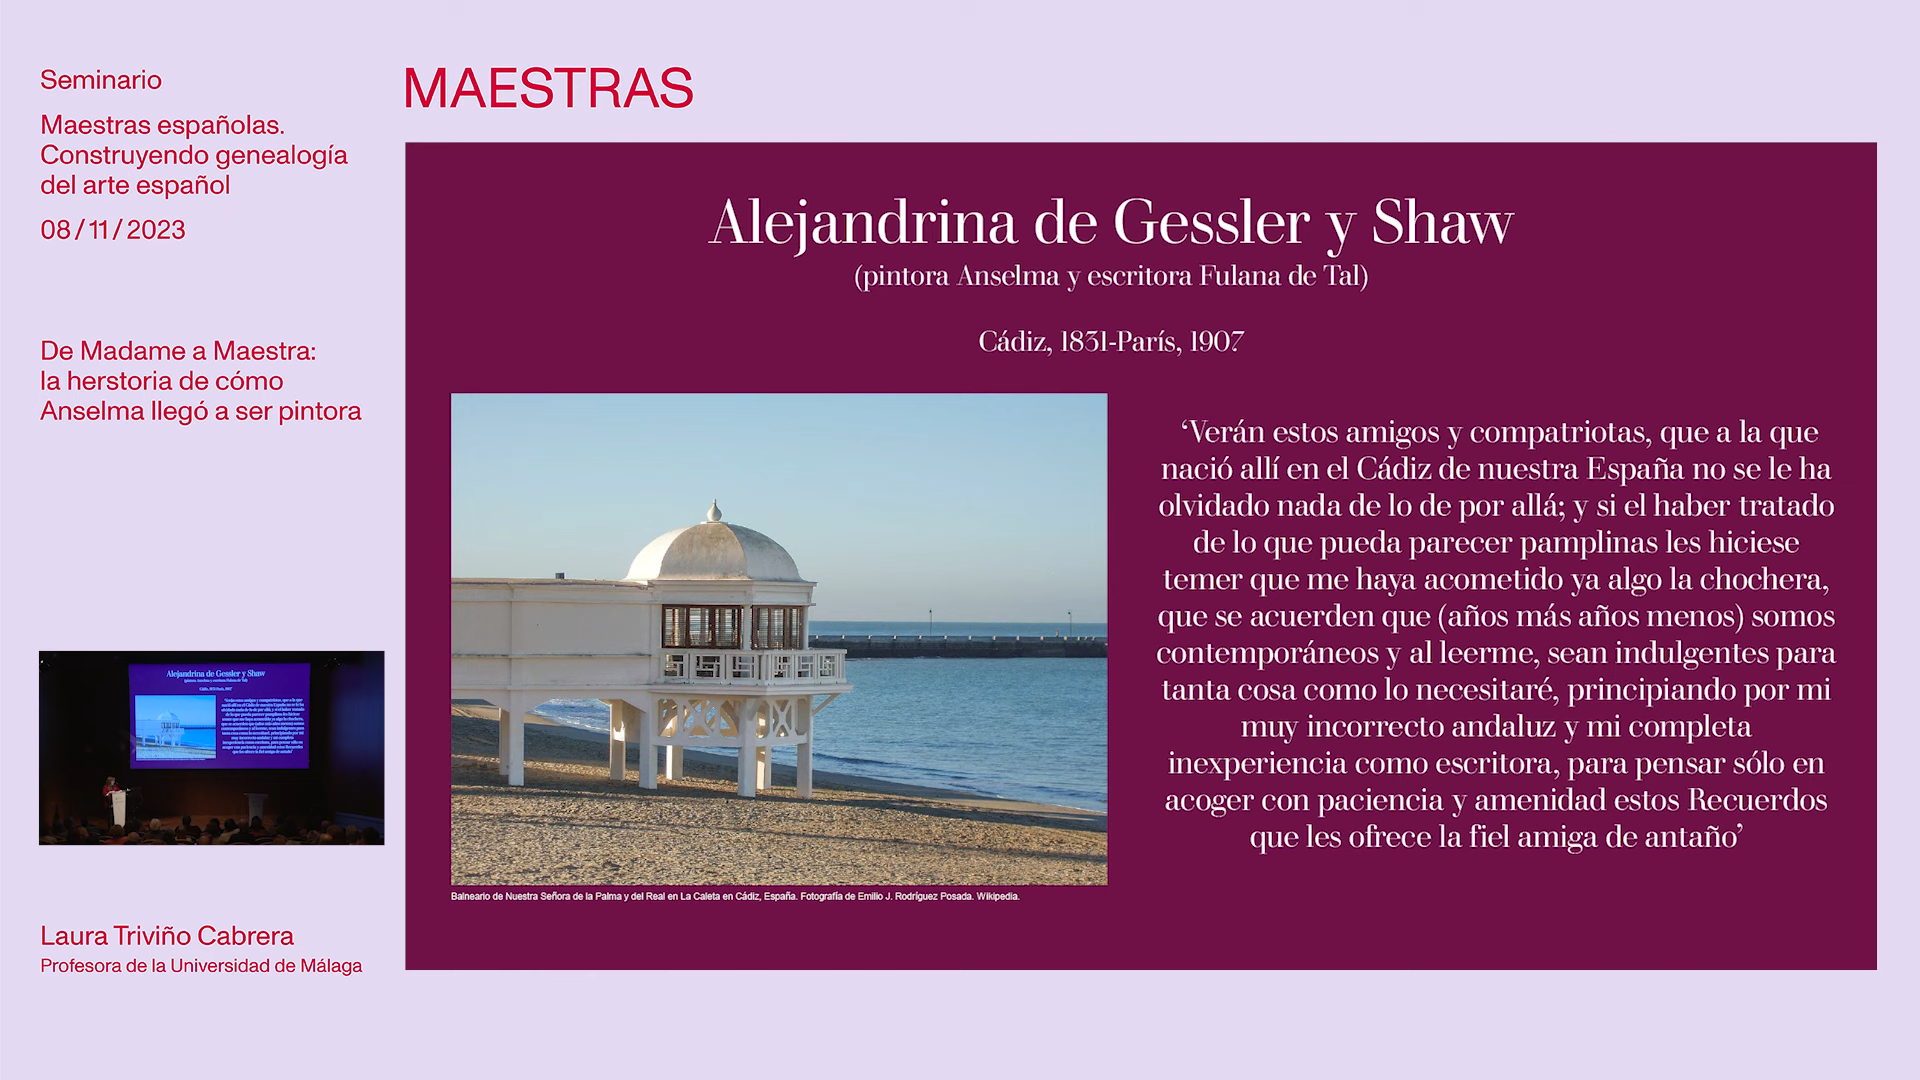 Seminario
Maestras españolas.
Construyendo genealogía
del arte español
08/11/2023
De Madame a Maestra:
la herstoria de cómo
Anselma llegó a ser pintora
MAESTRAS
Alejandrina de Gessler y Shaw
(pintora Anselma y escritora Fulana de Tal)
Cádiz, 1831-París, 1907
‘Verán estos amigos y compatriotas, que a la que
nació allí en el Cádiz de nuestra España no se le ha
olvidado nada de lo de por allá; y si el haber tratado
de lo que pueda parecer pamplinas les hiciese
temer que me haya acometido ya algo la chochera,
que se acuerden que (años más años menos) somos
contemporáneos y al leerme, sean indulgentes para
tanta cosa como lo necesitaré, principiando por mi
muy incorrecto andaluz y mi completa
inexperiencia como escritora, para pensar sólo en
acoger con paciencia y amenidad estos Recuerdos
que les ofrece la fiel amiga de antaño’
Balneario de Nuestra Señora de la Palma y del Real en La Caleta en Cádiz, España. Fotografía de Emilio J. Rodríguez Posada. Wikipedia.
Alejandrina de Gessler y Shaw
Laura Triviño Cabrera
Profesora de la Universidad de Málaga